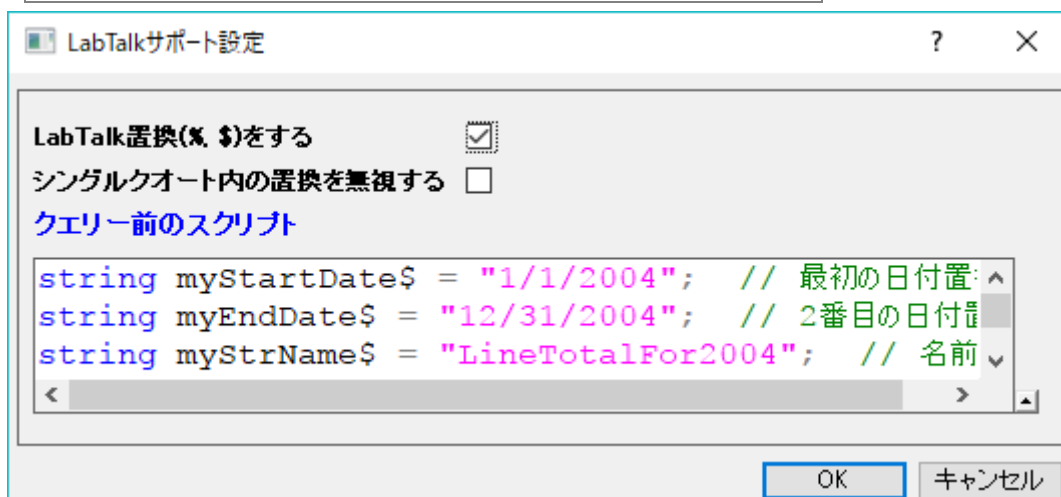 LabTalkサポート設定
?
LabTalk置換(%, $)をする
シングルクオート内の置換を無視する
クエリー前のスクリプト
string myStartDate$ = "1/1/2004";  // 最初の日付置
string myEndDate$ = "12/31/2004";  // 2番目の日付
string myStrName$ = "LineTotalFor2004";  // 名前
OK
キャンセル